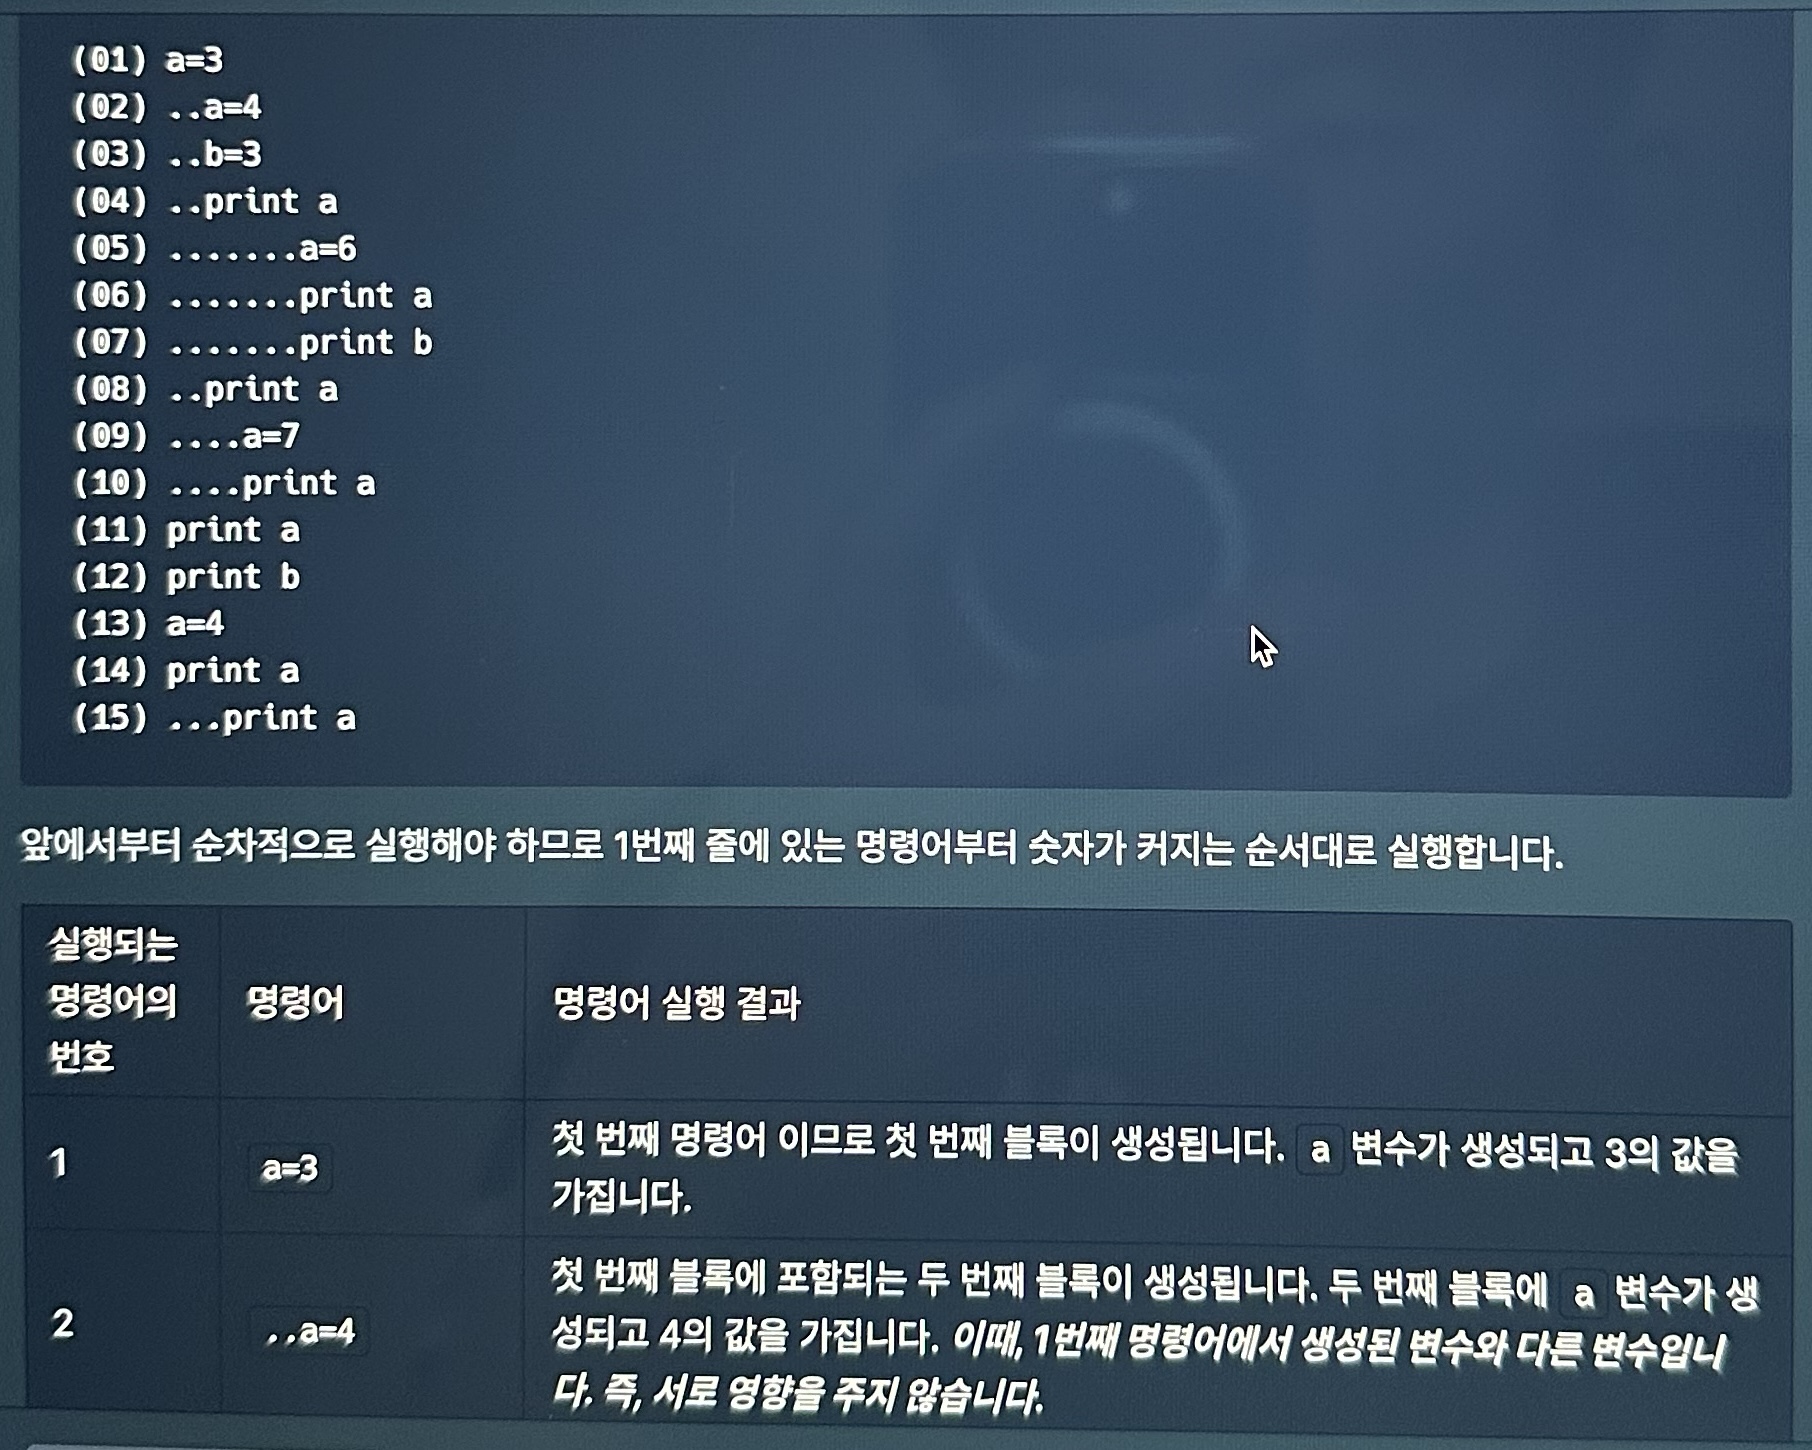 (01) a=3
(02) ..a=4
(03) ..b=3
(04) ..print a
(05) .......a=6
(06) .......print a
(07) .......print b
(08) ..print a
(09) ....a=7
(10) ....print a
(11) print a
(12) print b
(13) a=4
(14) print a
(15) ...print a
앞에서부터 순차적으로 실행해야 하므로 1번째 줄에 있는 명령어부터 숫자가 커지는 순서대로 실행합니다.
실행되는
명령어의
번호
명령어
명령어 실행 결과
1
a=3
첫 번째 명령어 이므로 첫 번째 블록이 생성됩니다. a 변수가 생성되고 3의 값을
가집니다.
2
..a=4
첫 번째 블록에 포함되는 두 번째 블록이 생성됩니다. 두 번째 블록에 a 변수가 생
성되고 4의 값을 가집니다. 이때, 1번째 명령어에서 생성된 변수와 다른 변수입니
다. 즉, 서로 영향을 주지 않습니다.